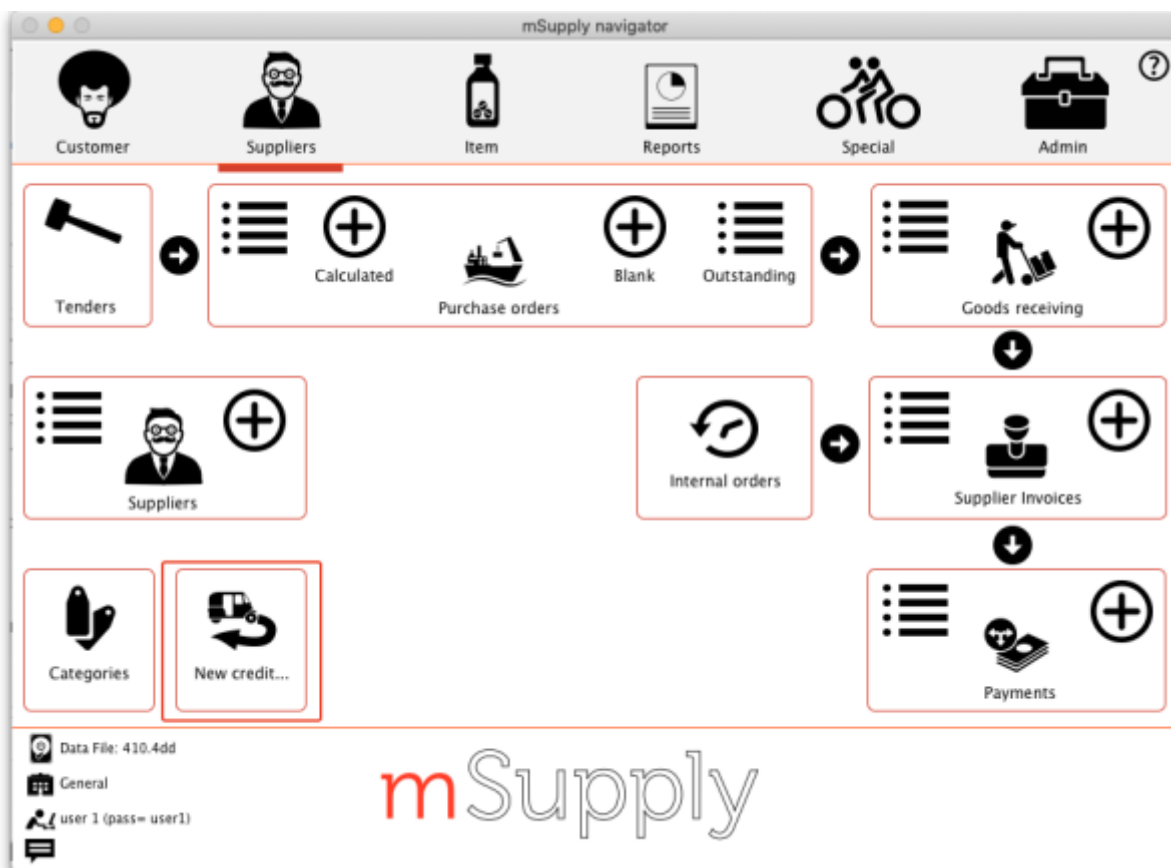 mSupply navigator
?
Customer
Suppliers
Item
Reports
Special
Admin
Tenders
Calculated
Blank
Outstanding
Purchase orders
Goods receiving
Suppliers
Internal orders
Supplier Invoices
Categories
New credit...
Payments
Data File: 410.4dd
General
user 1 (pass= user1)
mSupply